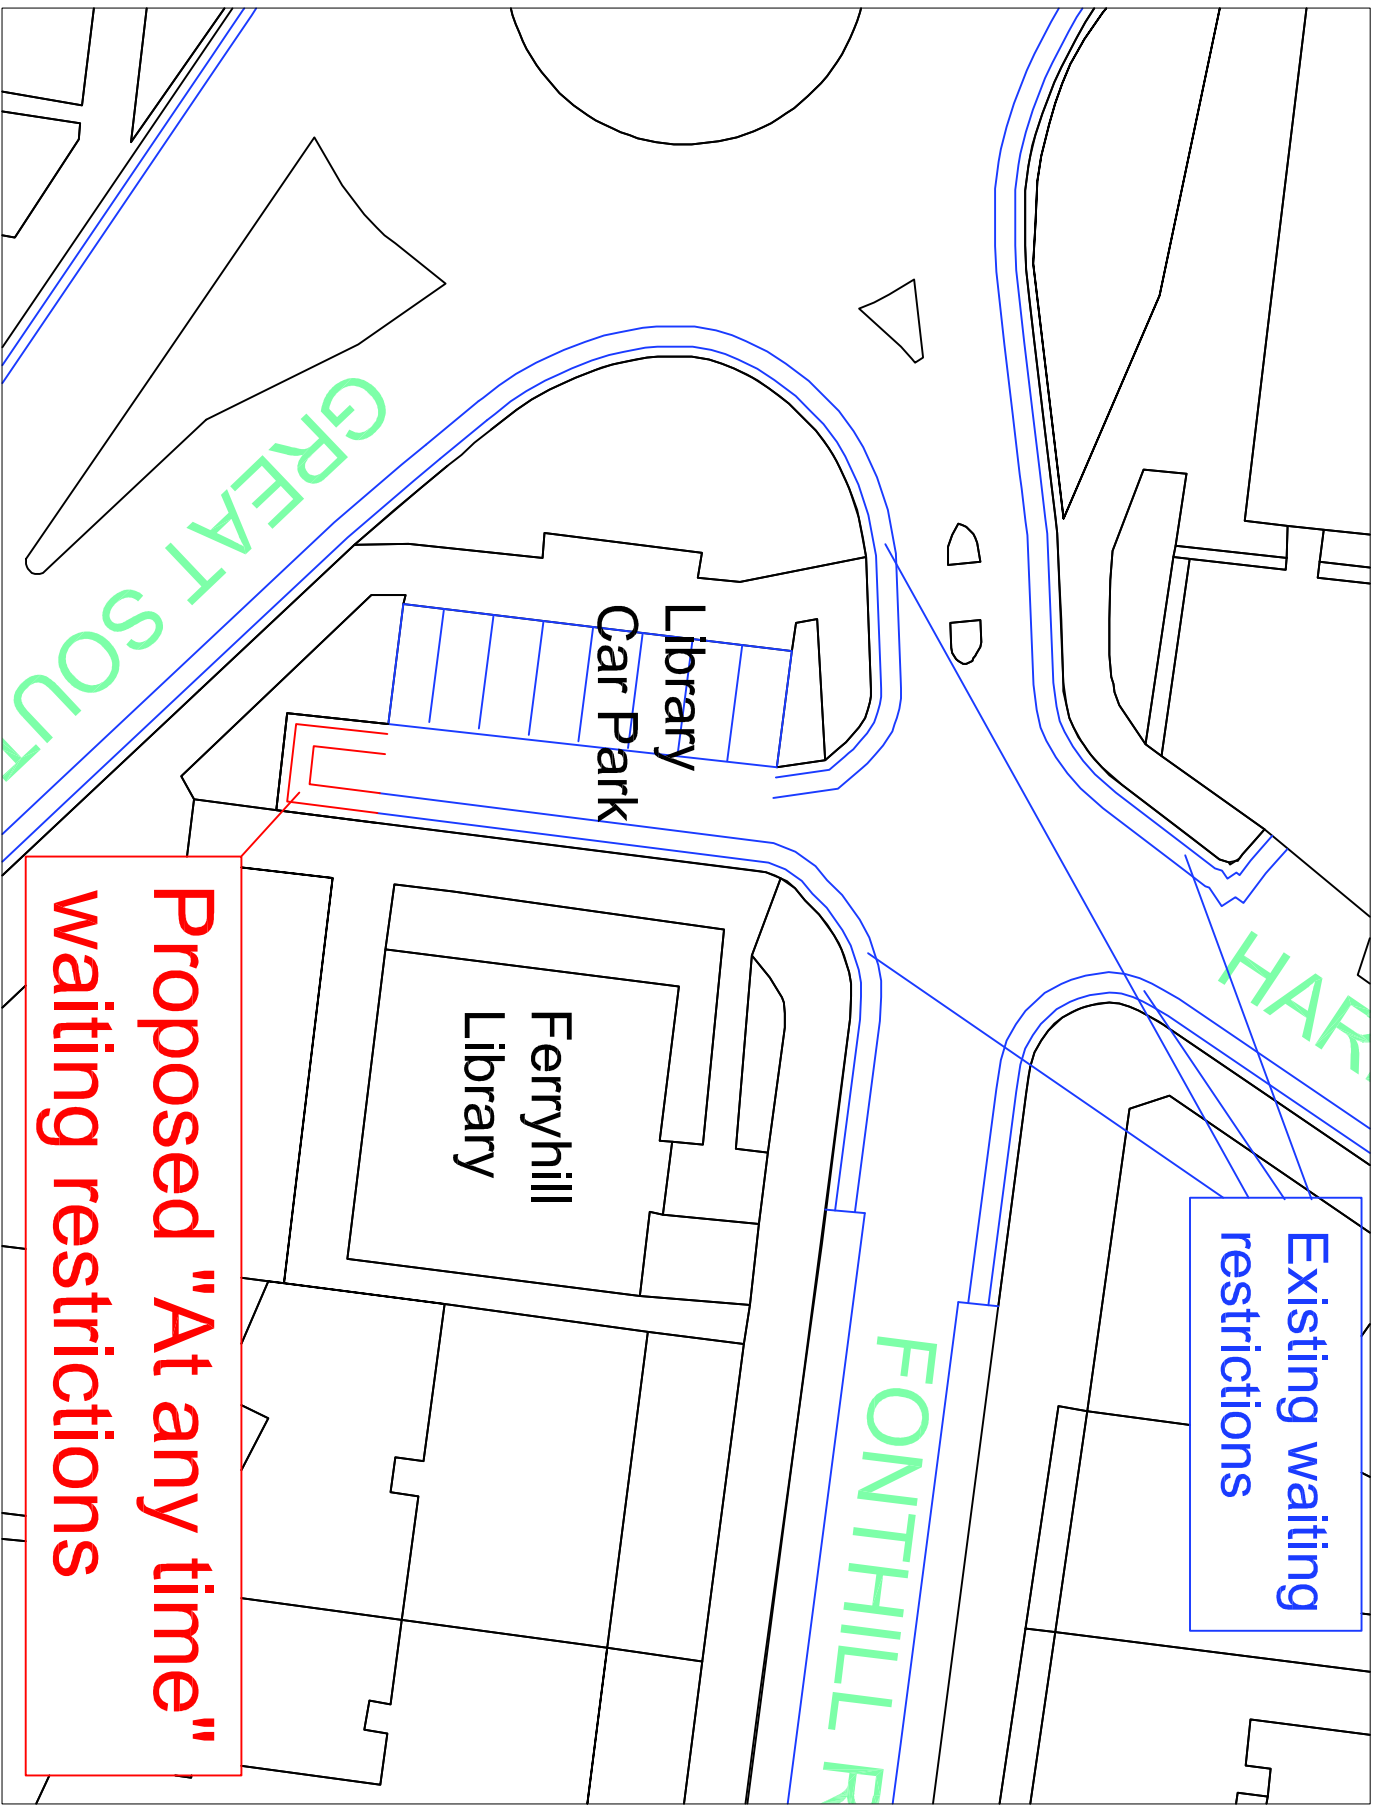 Existing waiting
restrictions
HAR
GREAT SOUT
Library
Car Park
Ferryhill
Library
FONTHILL R
Proposed "At any time"
waiting restrictions